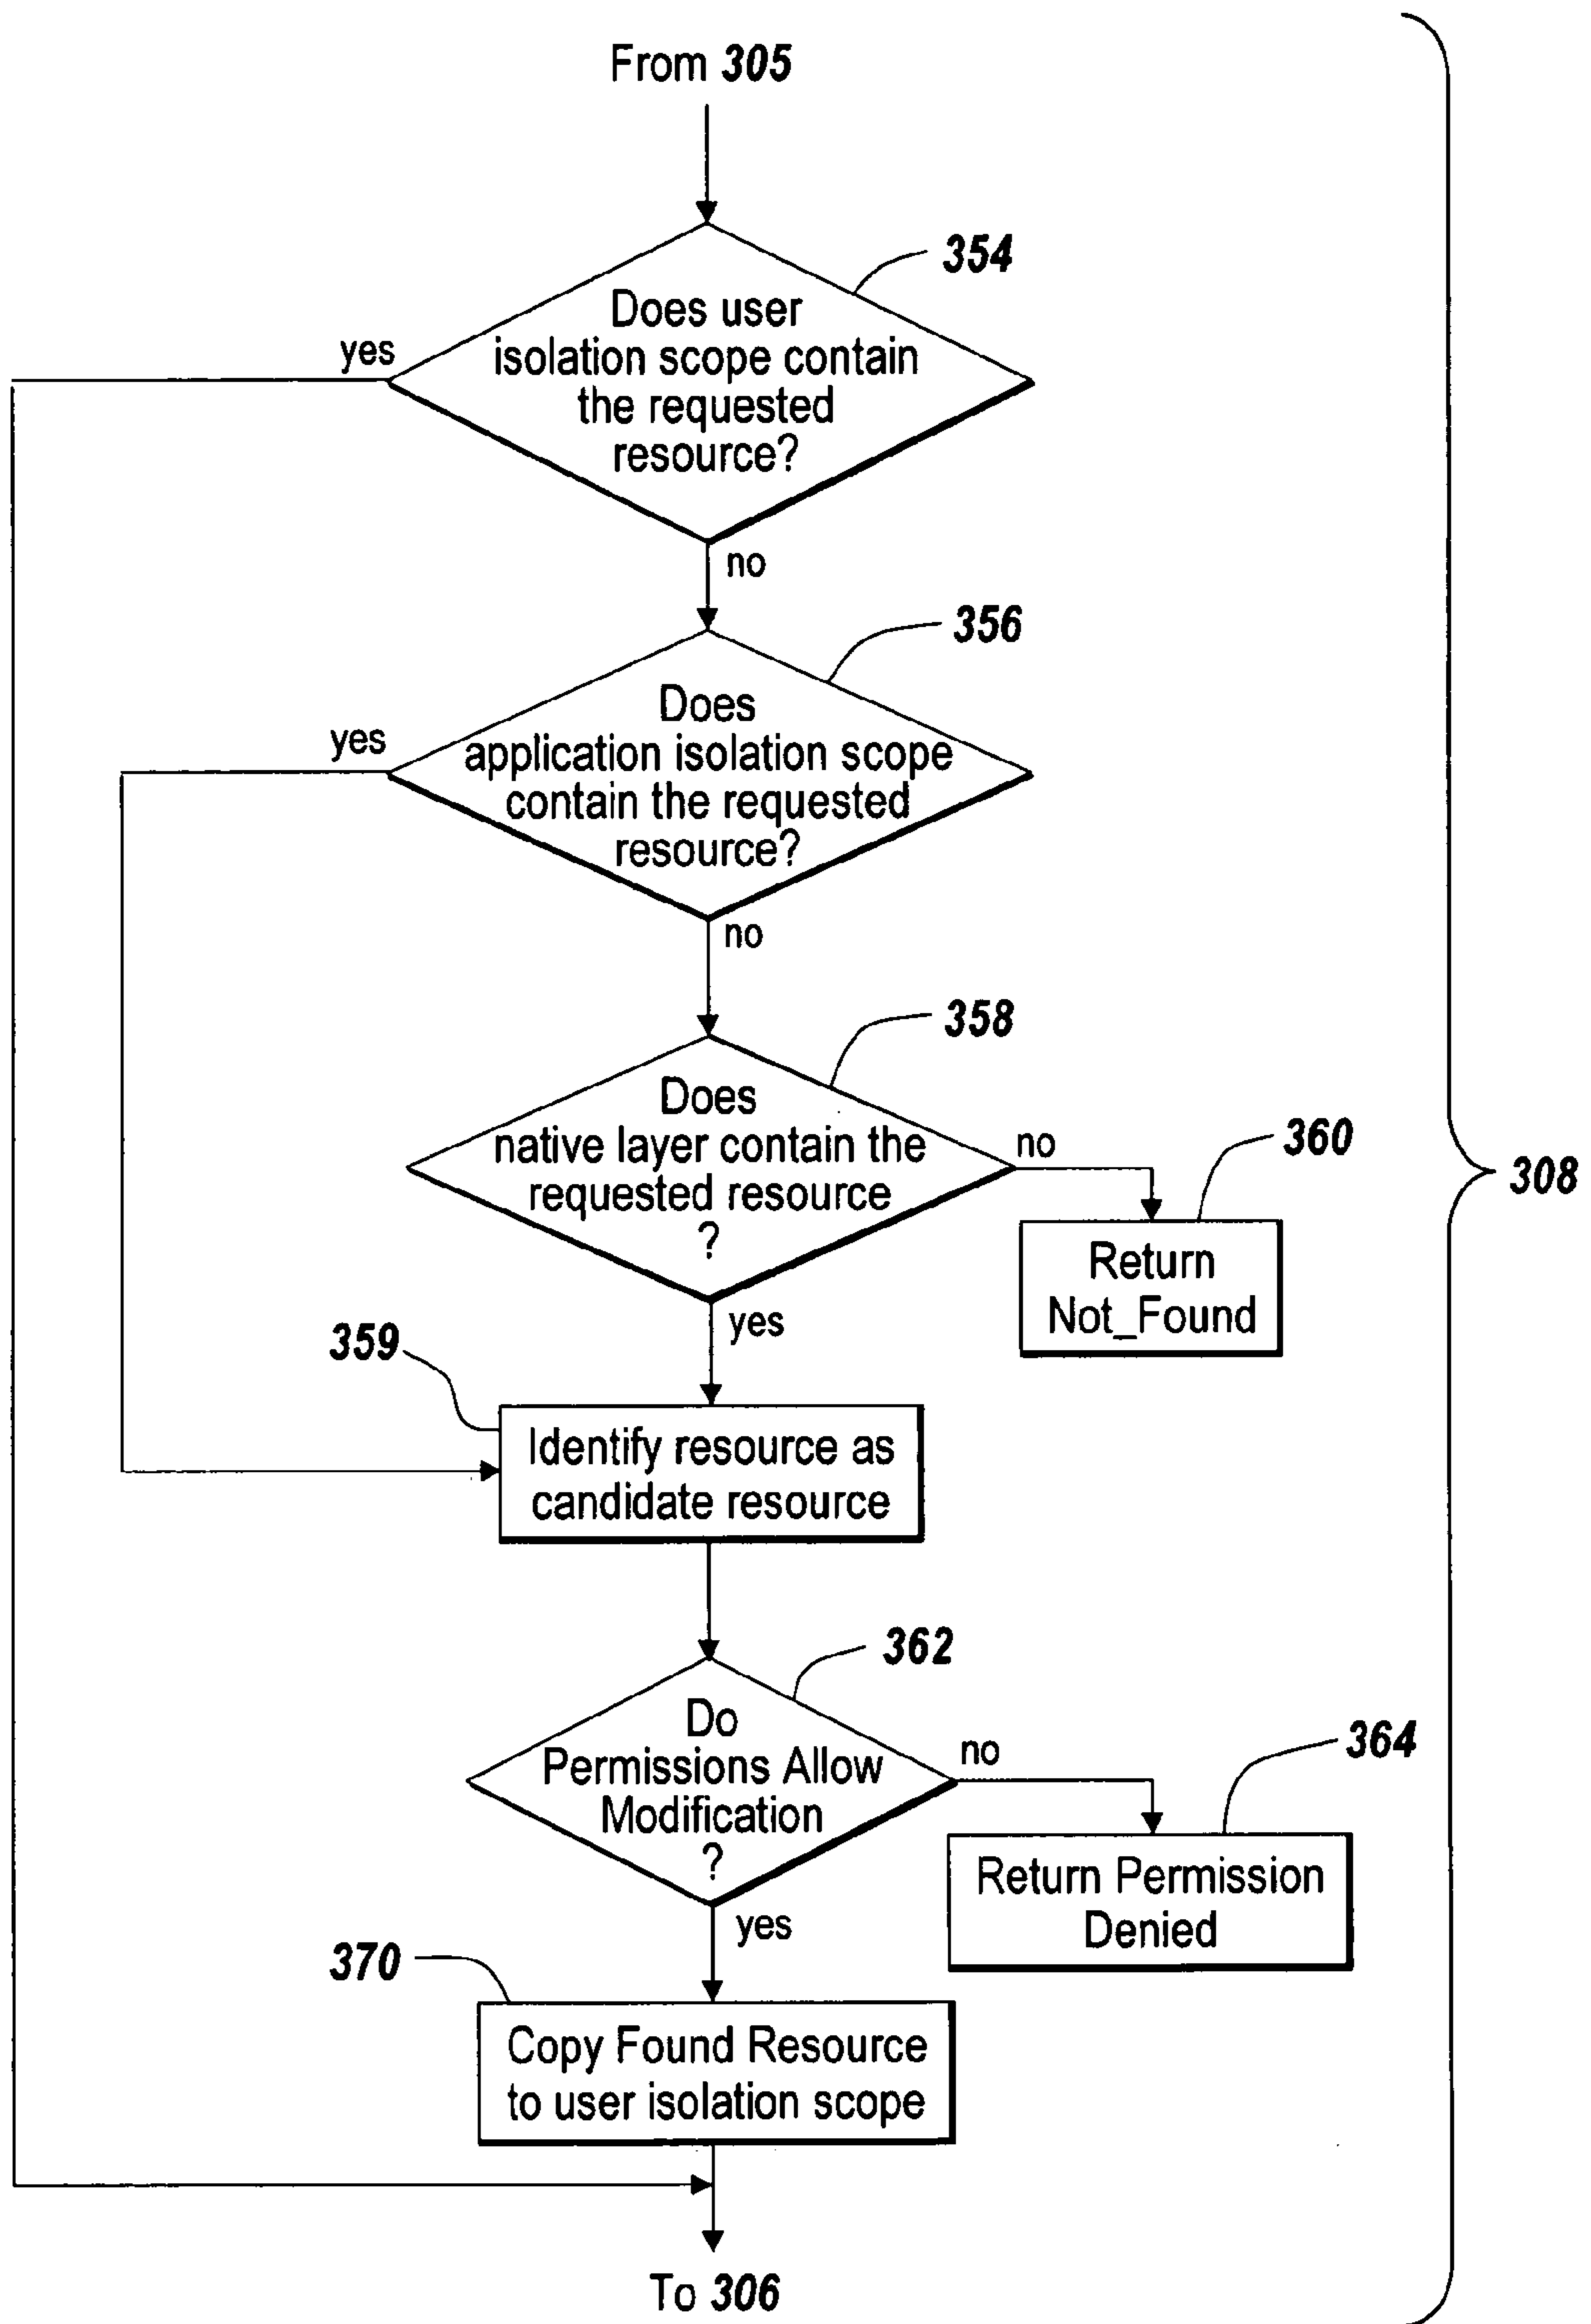 From 305
354
Does user
yes
isolation scope contain
the requested
resource?
no
356
Does
yes
application isolation scope
contain the requested
resource?
no
358
Does
native layer contain the
no
360
requested resource
308
?
Return
Not_Found
yes
359
Identify resource as
candidate resource
362
Do
no
364
Permissions Allow
Modification
?
Return Permission
Denied
yes
370
Copy Found Resource
to user isolation scope
To 306